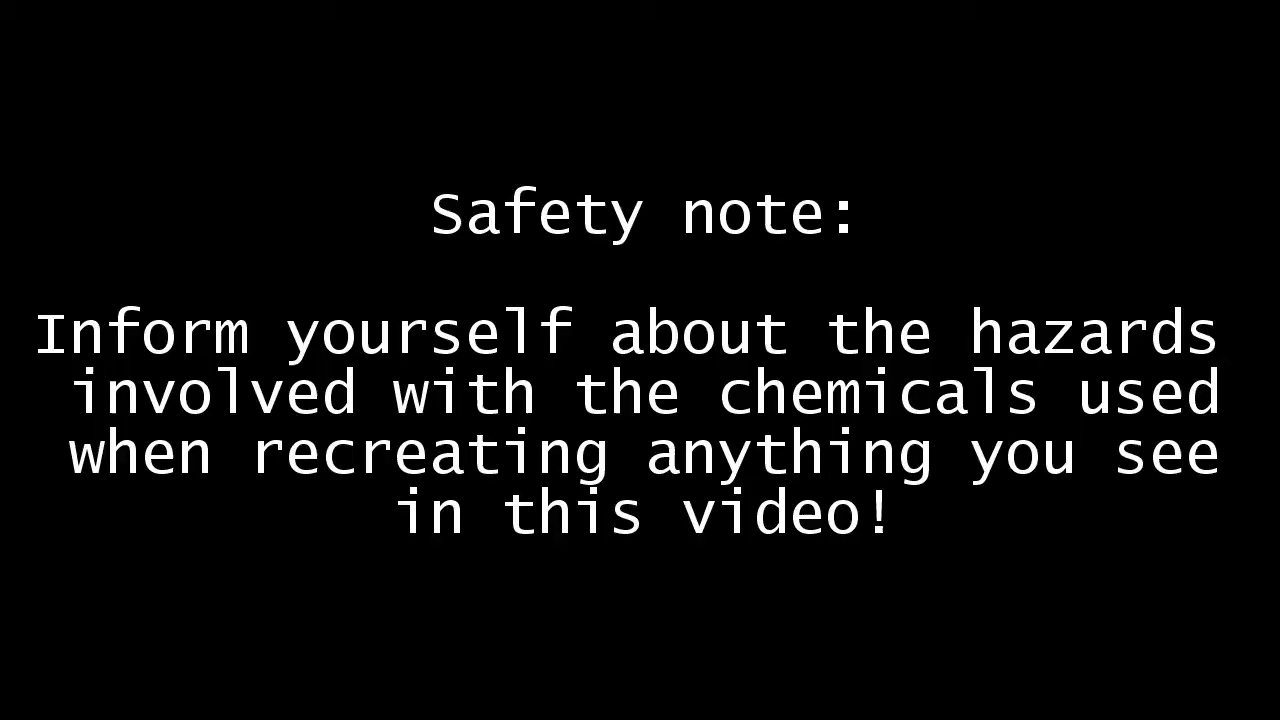 Safety note:
Inform yourself about the hazards
involved with the chemicals used
when recreating anything you see
in this video!